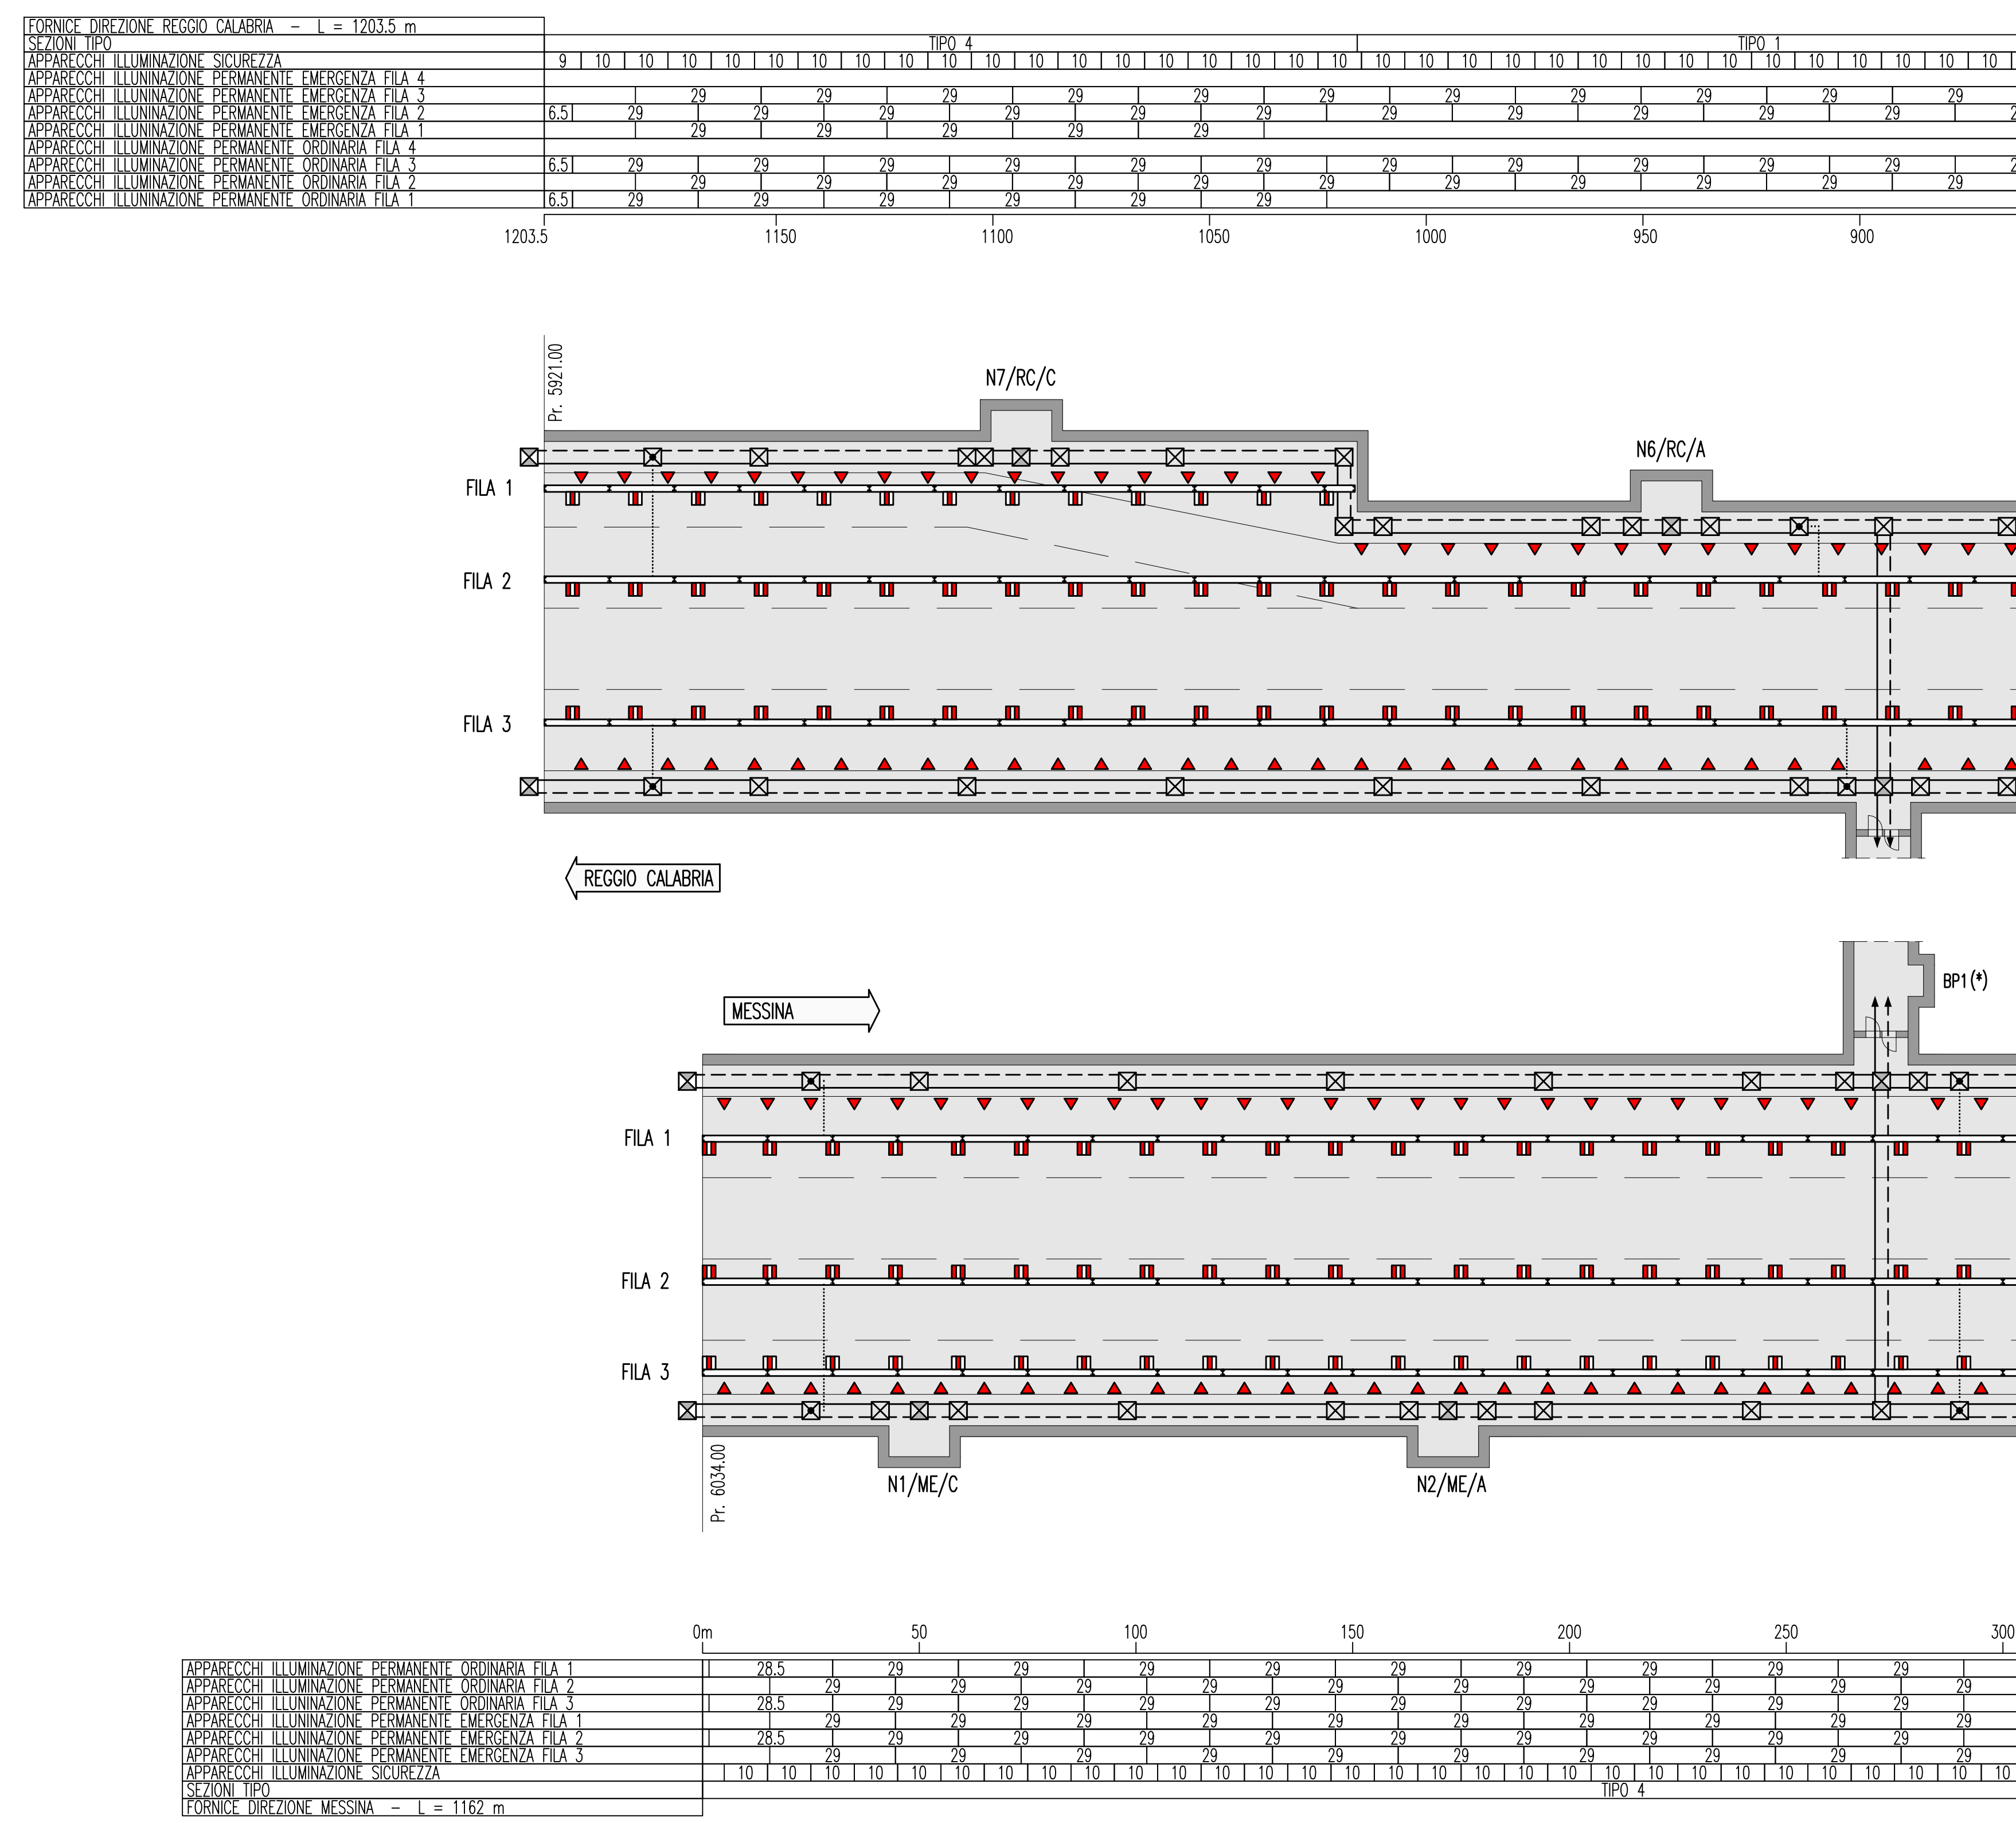 FORNICE DIREZIONE REGGIO CALABRIA - L = 1203.5 m
SEZIONI TIPO TIPO 4 TIPO 1
APPARECCHI ILLUMINAZIONE SICUREZZA 9 10 10 10 10 10 10 10 10 10 10 10 10 10 10 10 10 10 10 10 10 10 10 10 10 10 10 10 10 10 10 10 10 10
APPARECCHI ILLUNINAZIONE PERMANENTE EMERGENZA FILA 4
APPARECCHI ILLUNINAZIONE PERMANENTE EMERGENZA FILA 3 29 29 29 29 29 29 29 29 29 29 29
APPARECCHI ILLUNINAZIONE PERMANENTE EMERGENZA FILA 2 6.5 29 29 29 29 29 29 29 29 29 29 29
APPARECCHI ILLUNINAZIONE PERMANENTE EMERGENZA FILA 1 29 29 29 29 29
APPARECCHI ILLUMINAZIONE PERMANENTE ORDINARIA FILA 4
APPARECCHI ILLUNINAZIONE PERMANENTE ORDINARIA FILA 3 6.5 29 29 29 29 29 29 29 29 29 29 29
APPARECCHI ILLUMINAZIONE PERMANENTE ORDINARIA FILA 2 29 29 29 29 29 29 29 29 29 29 29
APPARECCHI ILLUNINAZIONE PERMANENTE ORDINARIA FILA 1 6.5 29 29 29 29 29 29
1203.5 1150 1100 1050 1000 950 900
Pr. 5921.00
N7/RC/C
N6/RC/A
FILA 1
FILA 2
FILA 3
REGGIO CALABRIA
BP1(*)
MESSINA
FILA 1
FILA 2
FILA 3
Pr. 6034.00
N1/ME/C
N2/ME/A
0m 50 100 150 200 250 300
APPARECCHI ILLUMINAZIONE PERMANENTE ORDINARIA FILA 1 28.5 29 29 29 29 29 29 29 29 29
APPARECCHI ILLUMINAZIONE PERMANENTE ORDINARIA FILA 2 29 29 29 29 29 29 29 29 29 29
APPARECCHI ILLUNINAZIONE PERMANENTE ORDINARIA FILA 3 28.5 29 29 29 29 29 29 29 29 29
APPARECCHI ILLUNINAZIONE PERMANENTE EMERGENZA FILA 1 29 29 29 29 29 29 29 29 29 29
APPARECCHI ILLUNINAZIONE PERMANENTE EMERGENZA FILA 2 28.5 29 29 29 29 29 29 29 29 29
APPARECCHI ILLUNINAZIONE PERMANENTE EMERGENZA FILA 3 29 29 29 29 29 29 29 29 29 29
APPARECCHI ILLUMINAZIONE SICUREZZA 10 10 10 10 10 10 10 10 10 10 10 10 10 10 10 10 10 10 10 10 10 10 10 10 10 10 10 10 10 10
SEZIONI TIPO TIPO 4
FORNICE DIREZIONE MESSINA - L = 1162 m